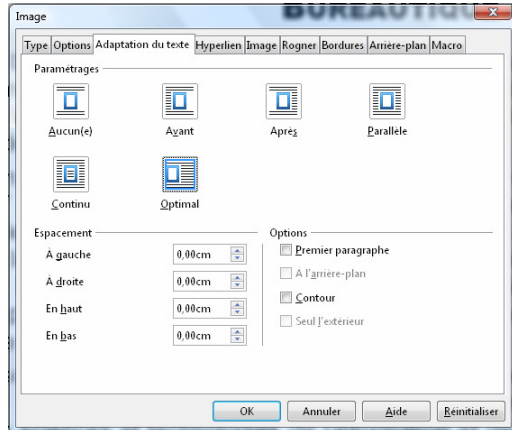 Image
BUREAUTIQU
Type Options Adaptation du texte Hyperlien Image Rogner Bordures Arrière-plan Macro
Paramétrages
Aucun(e) Avant Après Parallèle
Continu Optimal
Espacement Options
À gauche 0,00cm Premier paragraphe
À droite 0,00cm A l'arrière-plan
En haut 0,00cm Contour
En bas 0,00cm Seul l'extérieur
OK Annuler Aide Réinitialiser